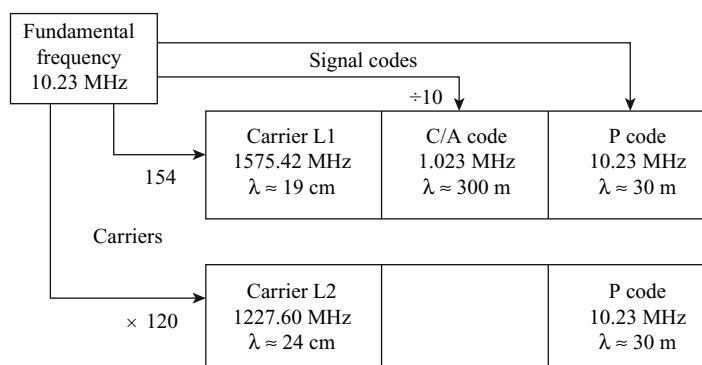 Fundamental
frequency
10.23 MHz
Signal codes
÷10
Carrier L1
1575.42 MHz
λ ≈ 19 cm
C/A code
1.023 MHz
λ ≈ 300 m
P code
10.23 MHz
λ ≈ 30 m
154
Carriers
Carrier L2
1227.60 MHz
λ ≈ 24 cm
P code
10.23 MHz
λ ≈ 30 m
× 120